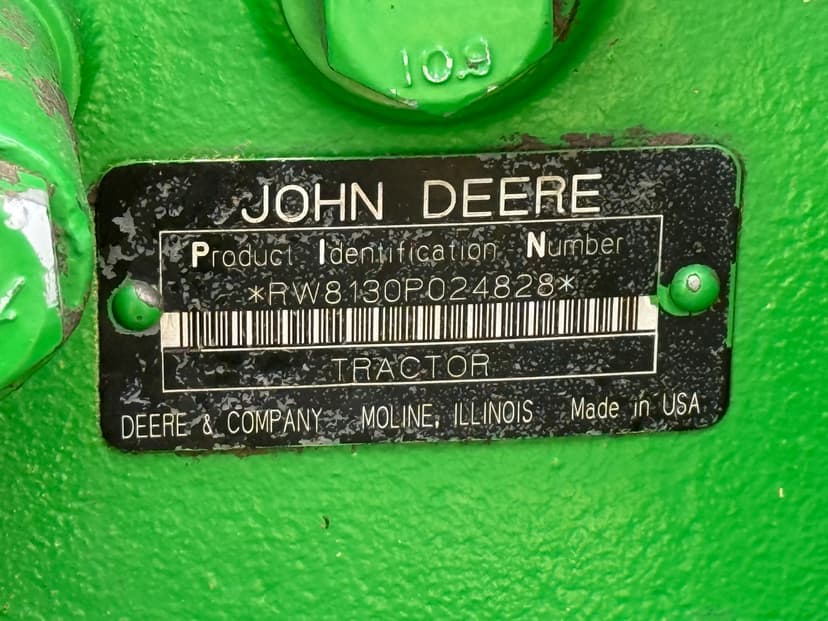 10.9
JOHN DEERE
Product Identification Number
*RW8130P024828*
TRACTOR
DEERE & COMPANY MOLINE, ILLINOIS Made in USA